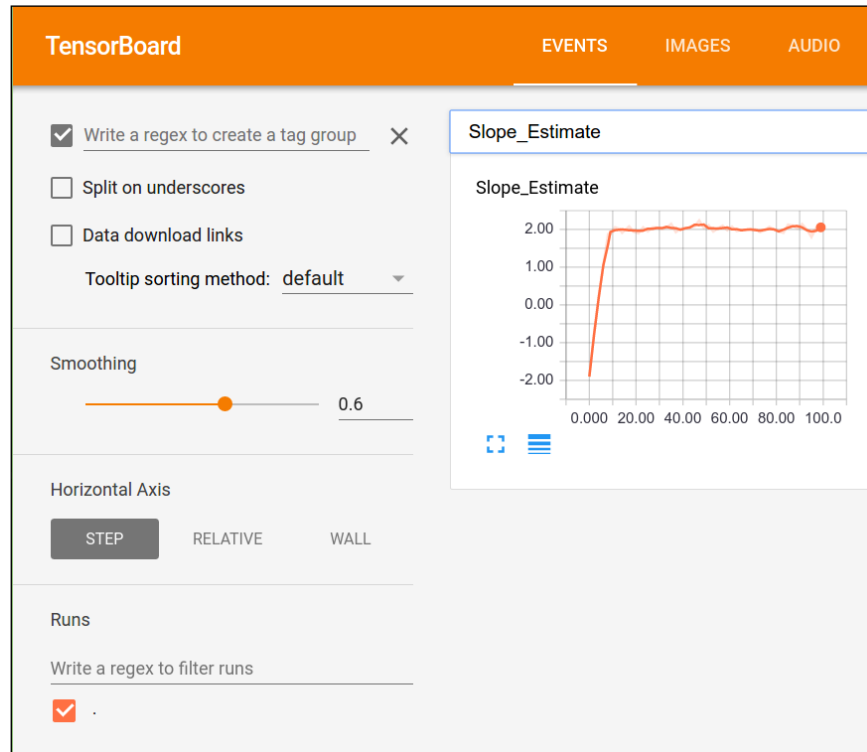 TensorBoard
EVENTS IMAGES AUDIO
Write a regex to create a tag group
Split on underscores
Data download links
Tooltip sorting method: default
Smoothing
0.6
Horizontal Axis
STEP RELATIVE WALL
Runs
Write a regex to filter runs
.
Slope_Estimate
Slope_Estimate
2.00
1.00
0.00
-1.00
-2.00
0.000 20.00 40.00 60.00 80.00 100.0